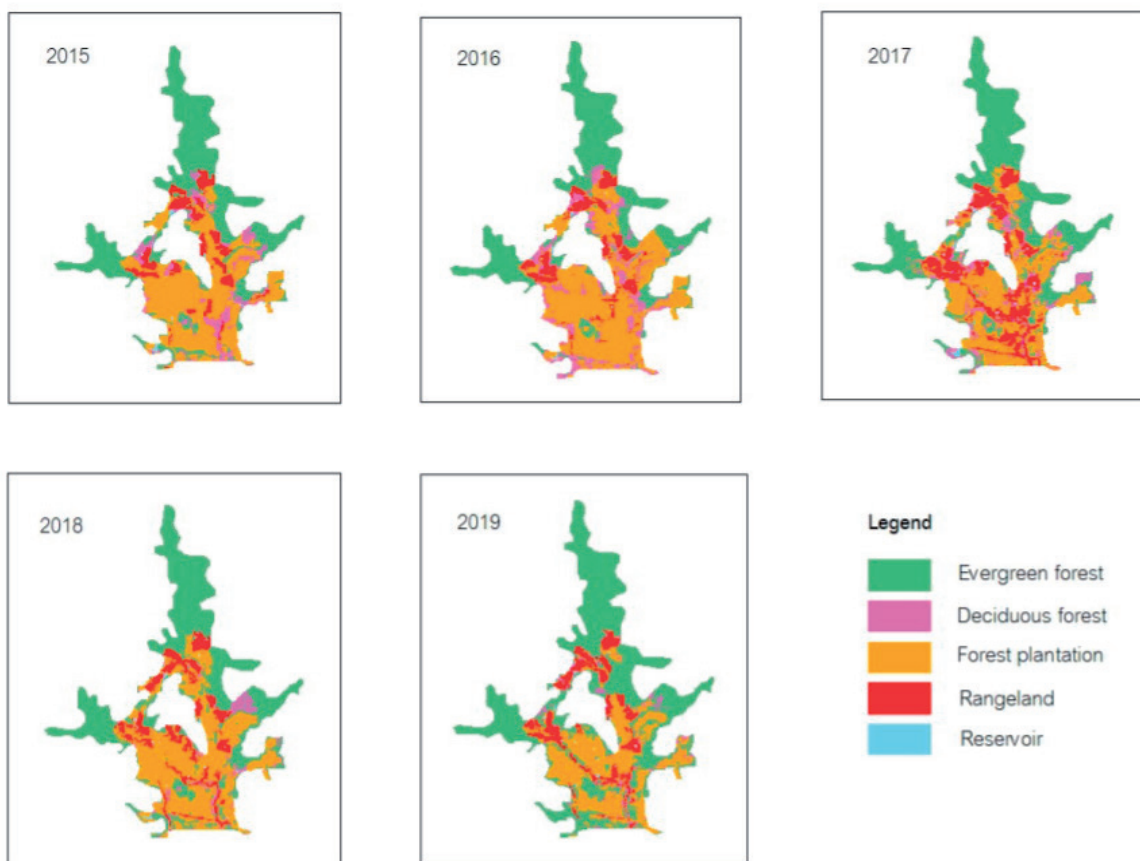 2015
2016
2017
2018
2019
Legend
Evergreen forest
Deciduous forest
Forest plantation
Rangeland
Reservoir